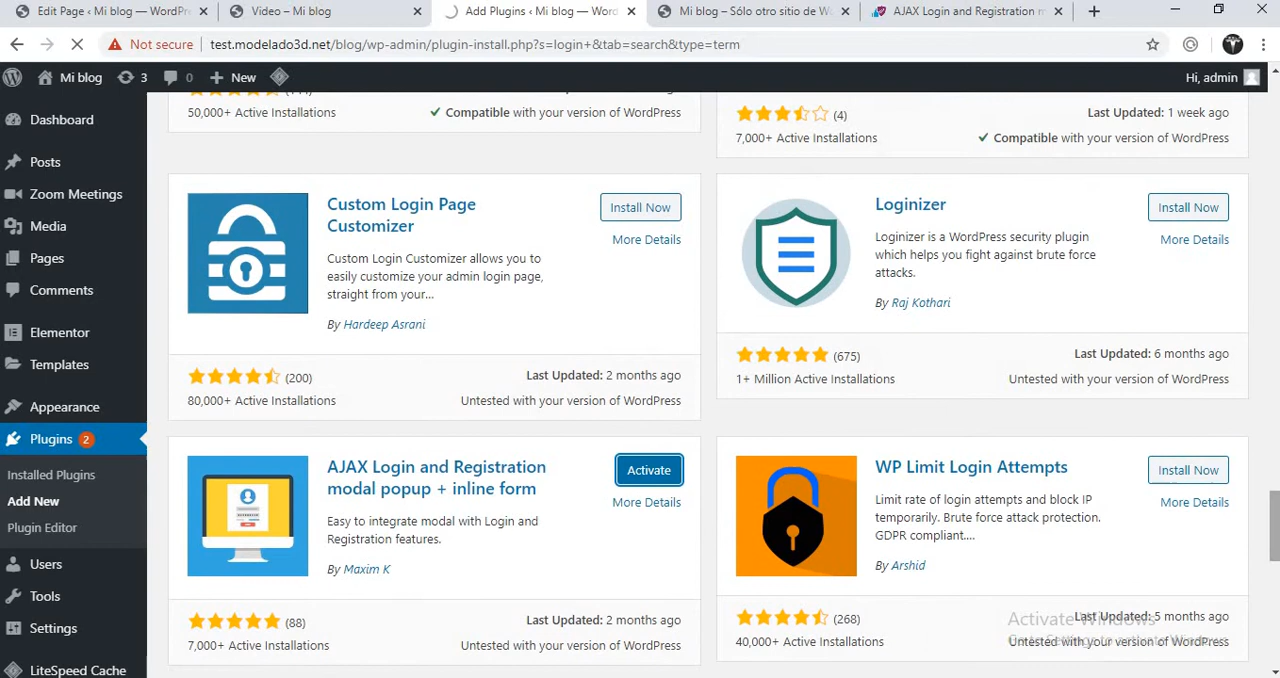 Edit Page ‹ Mi blog — WordPr
Video – Mi blog
Add Plugins ‹ Mi blog — Word
Mi blog – Sólo otro sitio de W
AJAX Login and Registration m
Not secure
test.modelado3d.net/blog/wp-admin/plugin-install.php?s=login+&tab=search&type=term
Mi blog
3
0
New
Hi, admin
Dashboard
Posts
Zoom Meetings
Media
Pages
Comments
Elementor
Templates
Appearance
Plugins 2
Installed Plugins
Add New
Plugin Editor
Users
Tools
Settings
LiteSpeed Cache
50,000+ Active Installations
Compatible with your version of WordPress
(4)
Last Updated: 1 week ago
7,000+ Active Installations
Compatible with your version of WordPress
Custom Login Page
Customizer
Install Now
More Details
Custom Login Customizer allows you to
easily customize your admin login page,
straight from your...
By Hardeep Asrani
(200)
Last Updated: 2 months ago
80,000+ Active Installations
Untested with your version of WordPress
Loginizer
Install Now
More Details
Loginizer is a WordPress security plugin
which helps you fight against brute force
attacks.
By Raj Kothari
(675)
Last Updated: 6 months ago
1+ Million Active Installations
Untested with your version of WordPress
AJAX Login and Registration
modal popup + inline form
Activate
More Details
Easy to integrate modal with Login and
Registration features.
By Maxim K
(88)
Last Updated: 2 months ago
7,000+ Active Installations
Untested with your version of WordPress
WP Limit Login Attempts
Install Now
More Details
Limit rate of login attempts and block IP
temporarily. Brute force attack protection.
GDPR compliant....
By Arshid
(268)
Last Updated: 5 months ago
40,000+ Active Installations
Untested with your version of WordPress
Activate Windows
Go to Settings to activate Windows.